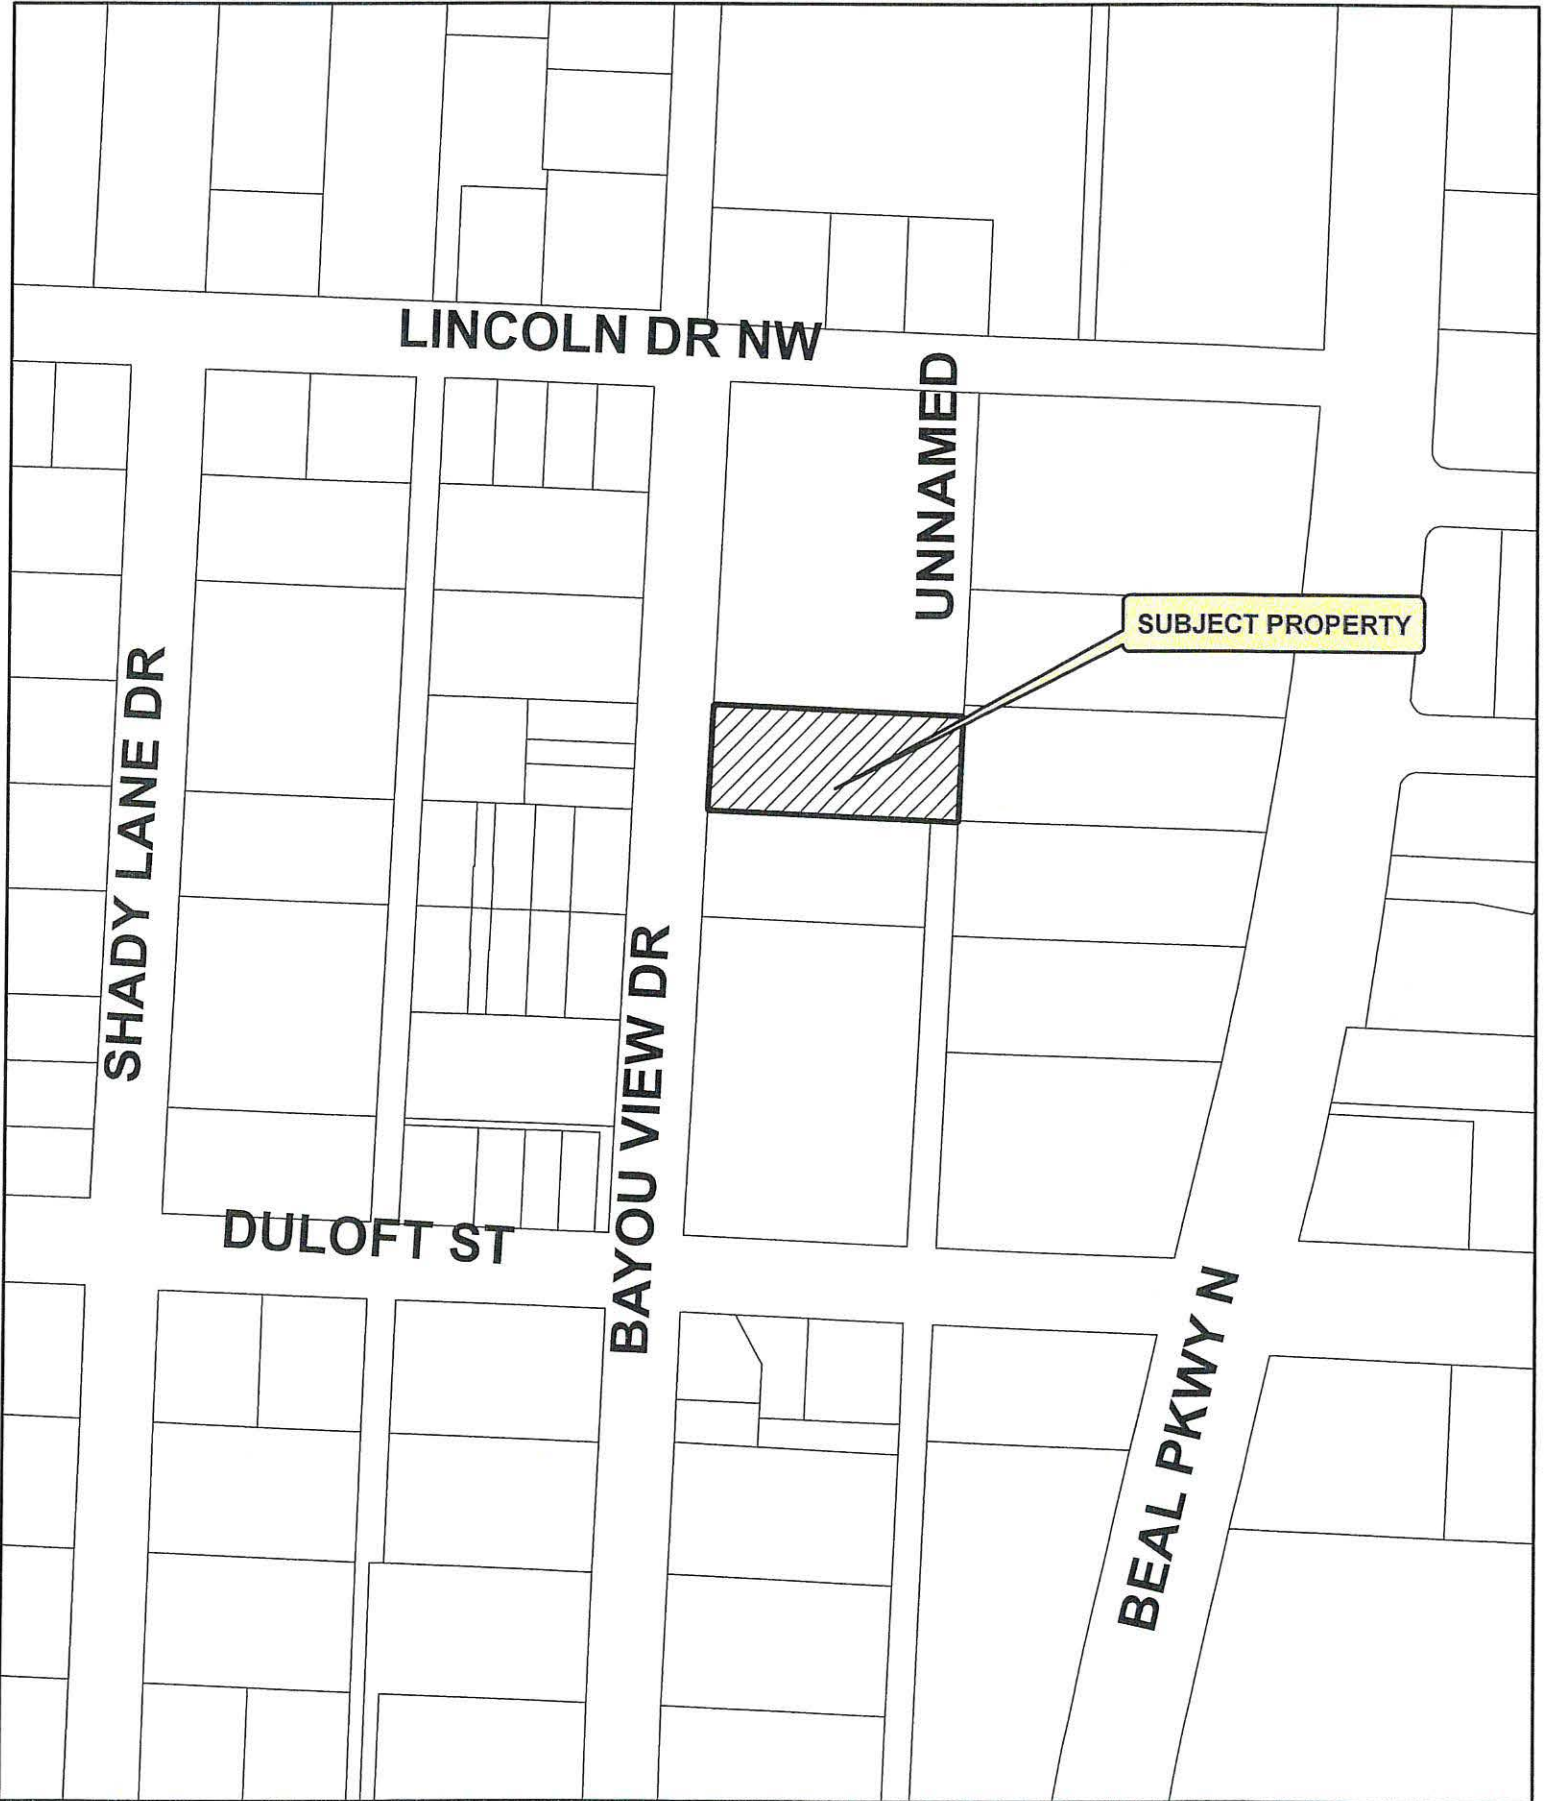 LINCOLN DR NW
UNNAMED
SUBJECT PROPERTY
SHADY LANE DR
BAYOU VIEW DR
DULOFT ST
BEAL PKWY N